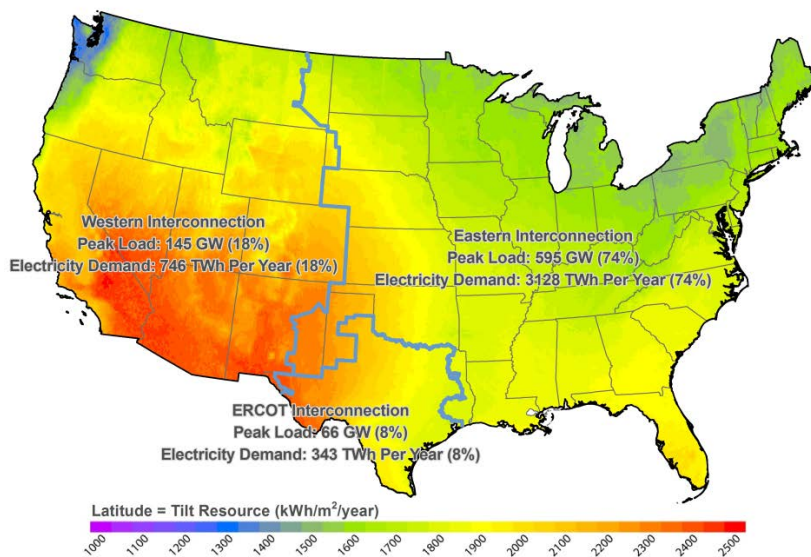 Western Interconnection
Peak Load: 145 GW (18%)
Electricity Demand: 746 TWh Per Year (18%)
Eastern Interconnection
Peak Load: 595 GW (74%)
Electricity Demand: 3128 TWh Per Year (74%)
ERCOT Interconnection
Peak Load: 66 GW (8%)
Electricity Demand: 343 TWh Per Year (8%)
Latitude = Tilt Resource (kWh/m²/year)
1000 1100 1200 1300 1400 1500 1600 1700 1800 1900 2000 2100 2200 2300 2400 2500